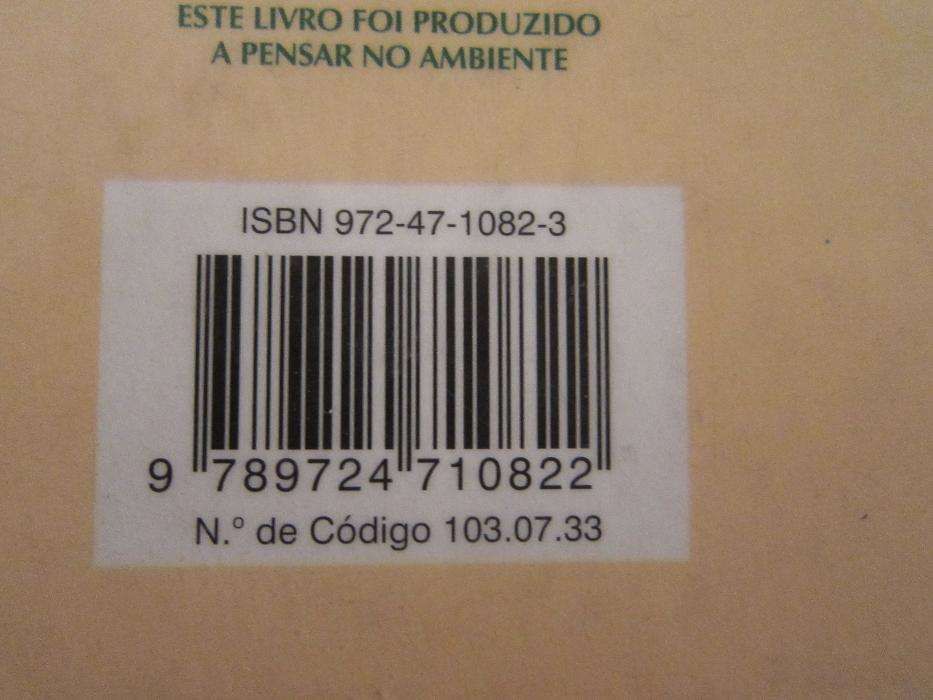 ESTE LIVRO FOI PRODUZIDO
A PENSAR NO AMBIENTE
ISBN 972-47-1082-3
9 789724 710822
N.º de Código 103.07.33